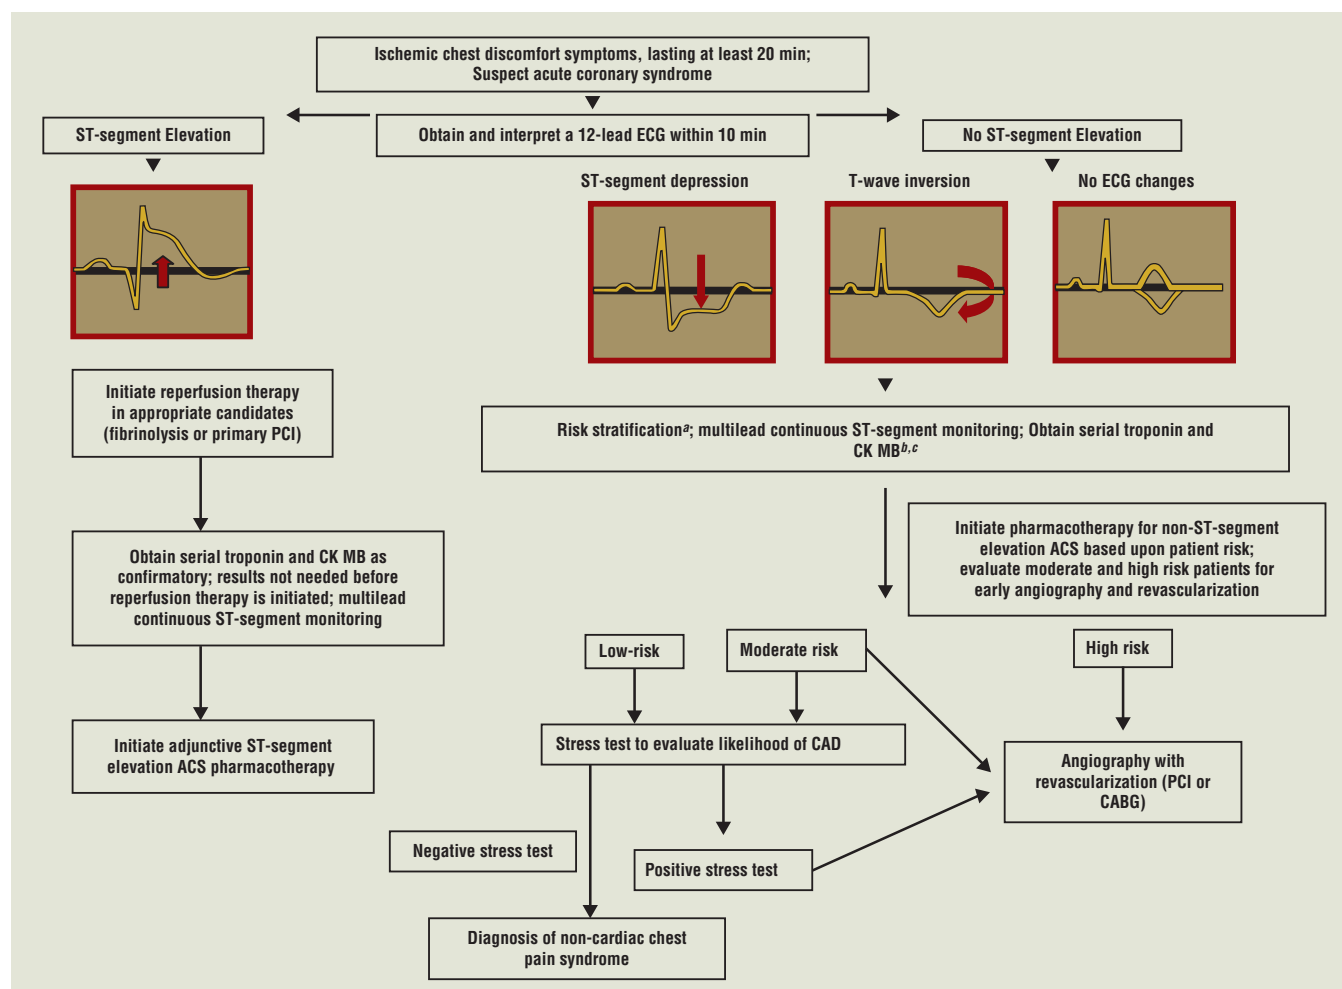 Ischemic chest discomfort symptoms, lasting at least 20 min;
Suspect acute coronary syndrome
Obtain and interpret a 12-lead ECG within 10 min
ST-segment Elevation
No ST-segment Elevation
ST-segment depression
T-wave inversion
No ECG changes
Initiate reperfusion therapy
in appropriate candidates
(fibrinolysis or primary PCI)
Risk stratificationᵃ; multilead continuous ST-segment monitoring; Obtain serial troponin and
CK MBᵇ,ᶜ
Obtain serial troponin and CK MB as
confirmatory; results not needed before
reperfusion therapy is initiated; multilead
continuous ST-segment monitoring
Initiate pharmacotherapy for non-ST-segment
elevation ACS based upon patient risk;
evaluate moderate and high risk patients for
early angiography and revascularization
Low-risk
Moderate risk
High risk
Initiate adjunctive ST-segment
elevation ACS pharmacotherapy
Stress test to evaluate likelihood of CAD
Angiography with
revascularization (PCI or
CABG)
Negative stress test
Positive stress test
Diagnosis of non-cardiac chest
pain syndrome